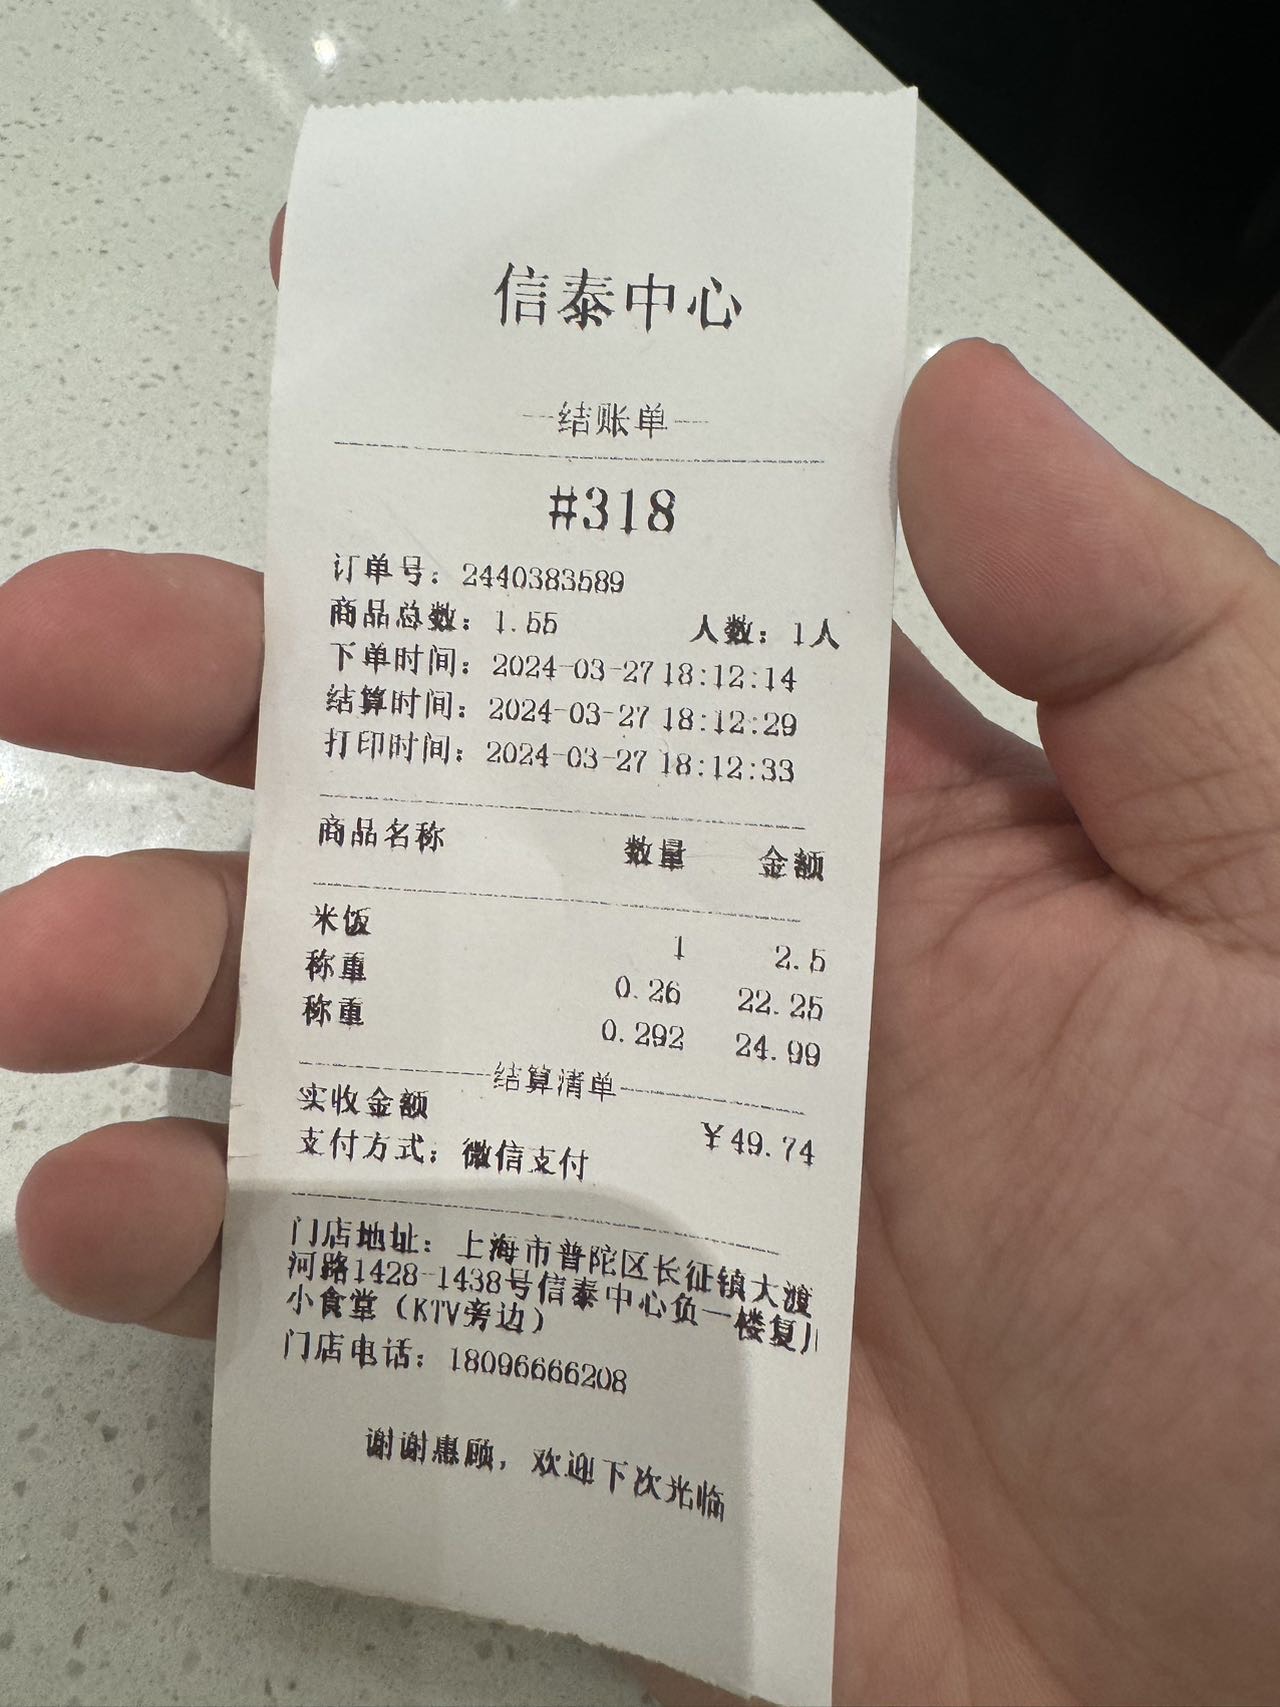 信泰中心
结账单
#318
订单号：2440383589
商品总数：1.55 人数：1人
下单时间：2024-03-27 18:12:14
结算时间：2024-03-27 18:12:29
打印时间：2024-03-27 18:12:33
商品名称 数量 金额
米饭 1 2.5
称重 0.26 22.25
称重 0.292 24.99
结算清单
实收金额 ￥49.74
支付方式：微信支付
门店地址：上海市普陀区长征镇大渡
河路1428-1438号信泰中心负一楼复
小食堂（KTV旁边）
门店电话：18096666208
谢谢惠顾，欢迎下次光临